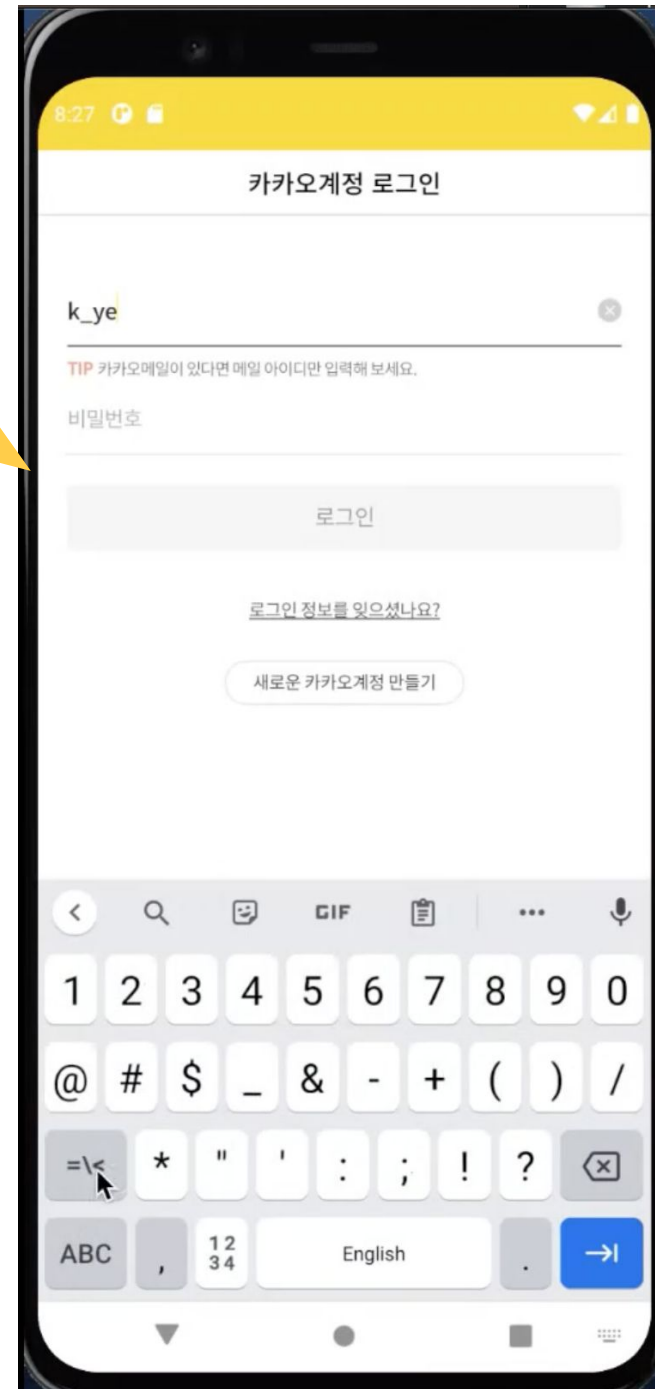 8:27
카카오계정 로그인
k_ye
TIP 카카오메일이 있다면 메일 아이디만 입력해 보세요.
비밀번호
로그인
로그인 정보를 잊으셨나요?
새로운 카카오계정 만들기
GIF
1 2 3 4 5 6 7 8 9 0
@ # $ _ & - + ( ) /
=\< * " ' : ; ! ?
ABC , 12 34 English .